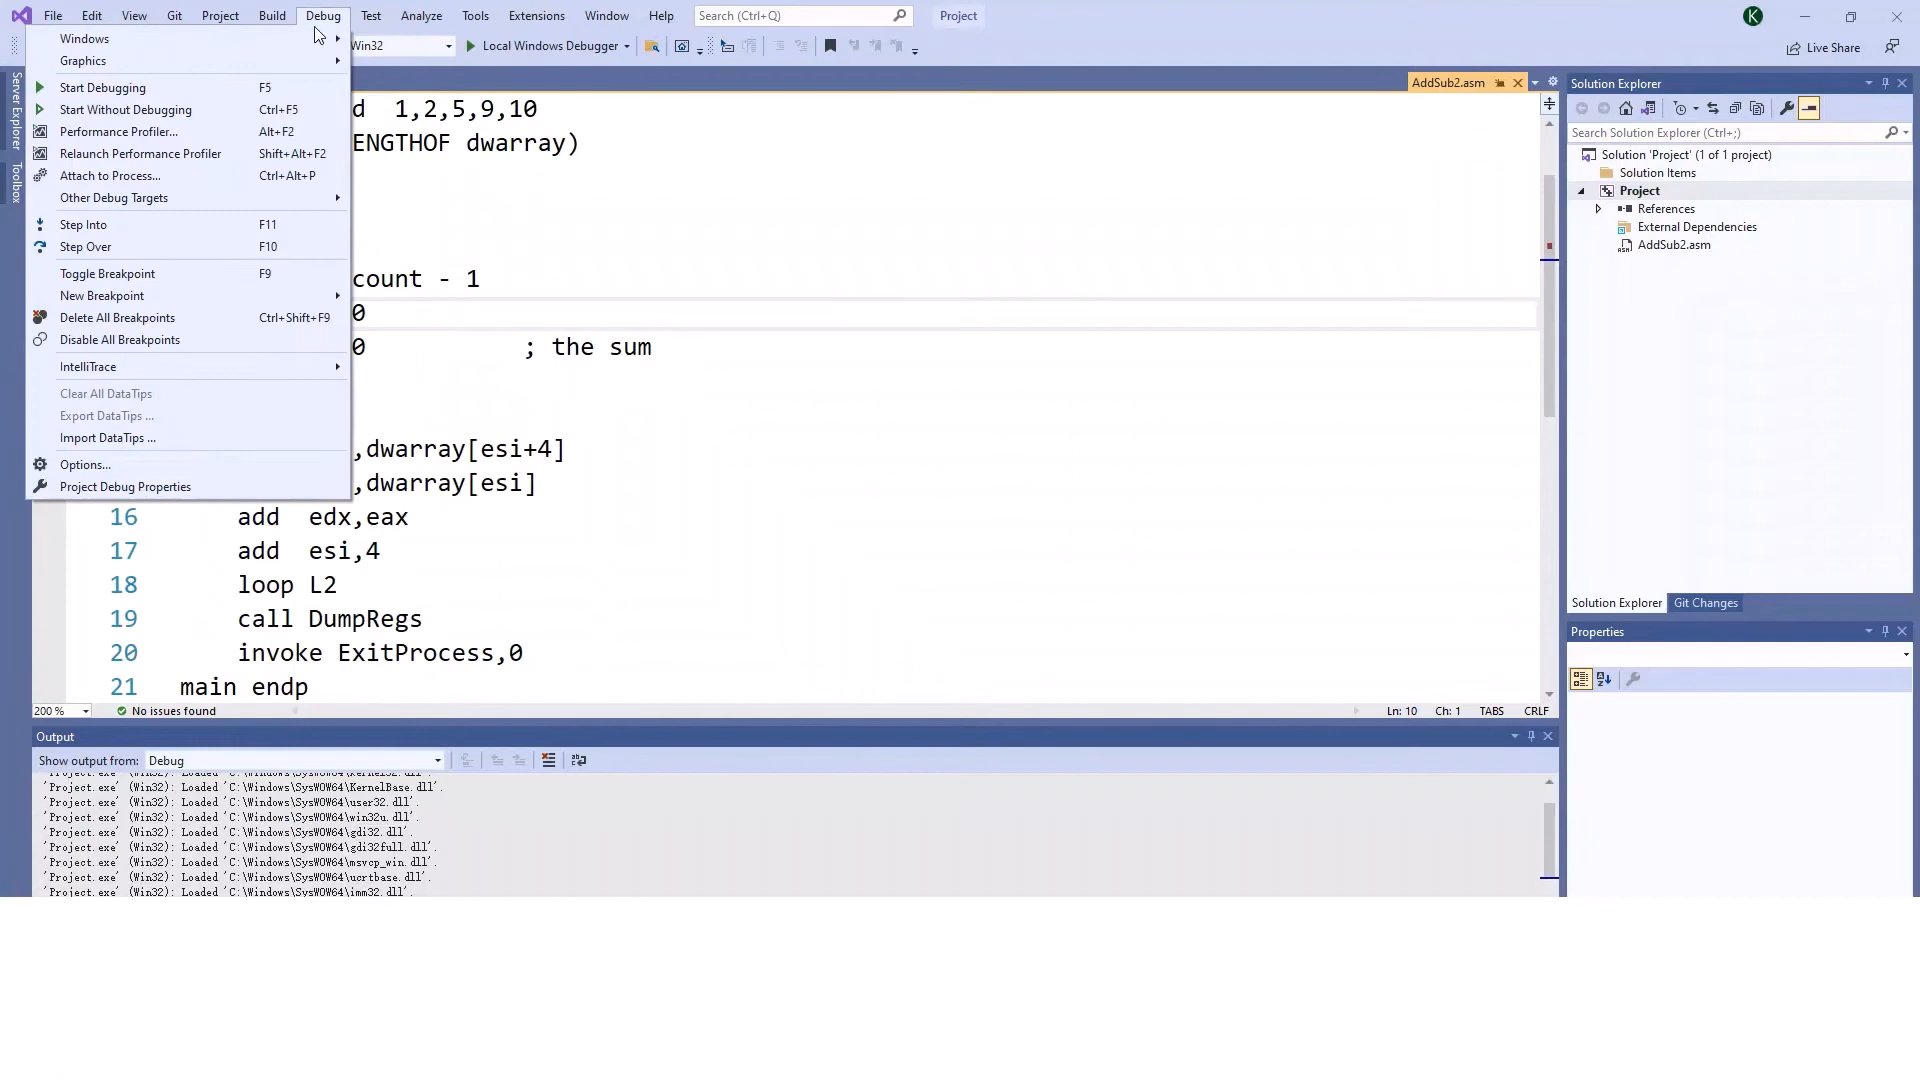 File Edit View Git Project Build Debug Test Analyze Tools Extensions Window Help Search (Ctrl+Q) Project K
Win32 Local Windows Debugger Live Share
Windows
Graphics
Start Debugging F5
Start Without Debugging Ctrl+F5
Performance Profiler... Alt+F2
Relaunch Performance Profiler Shift+Alt+F2
Attach to Process... Ctrl+Alt+P
Other Debug Targets
Step Into F11
Step Over F10
Toggle Breakpoint F9
New Breakpoint
Delete All Breakpoints Ctrl+Shift+F9
Disable All Breakpoints
IntelliTrace
Clear All DataTips
Export DataTips ...
Import DataTips ...
Options...
Project Debug Properties
Server Explorer
Toolbox
AddSub2.asm
d 1,2,5,9,10
ENGTHOF dwarray)
count - 1
0
0 ; the sum
,dwarray[esi+4]
,dwarray[esi]
16 add edx,eax
17 add esi,4
18 loop L2
19 call DumpRegs
20 invoke ExitProcess,0
21 main endp
200 % No issues found Ln: 10 Ch: 1 TABS CRLF
Output
Show output from: Debug
'Project.exe' (Win32): Loaded 'C:\Windows\SysWOW64\kernel32.dll'.
'Project.exe' (Win32): Loaded 'C:\Windows\SysWOW64\KernelBase.dll'.
'Project.exe' (Win32): Loaded 'C:\Windows\SysWOW64\user32.dll'.
'Project.exe' (Win32): Loaded 'C:\Windows\SysWOW64\win32u.dll'.
'Project.exe' (Win32): Loaded 'C:\Windows\SysWOW64\gdi32.dll'.
'Project.exe' (Win32): Loaded 'C:\Windows\SysWOW64\gdi32full.dll'.
'Project.exe' (Win32): Loaded 'C:\Windows\SysWOW64\msvcp_win.dll'.
'Project.exe' (Win32): Loaded 'C:\Windows\SysWOW64\ucrtbase.dll'.
'Project.exe' (Win32): Loaded 'C:\Windows\SysWOW64\imm32.dll'.
Solution Explorer
Search Solution Explorer (Ctrl+;)
Solution 'Project' (1 of 1 project)
Solution Items
Project
References
External Dependencies
AddSub2.asm
Solution Explorer Git Changes
Properties